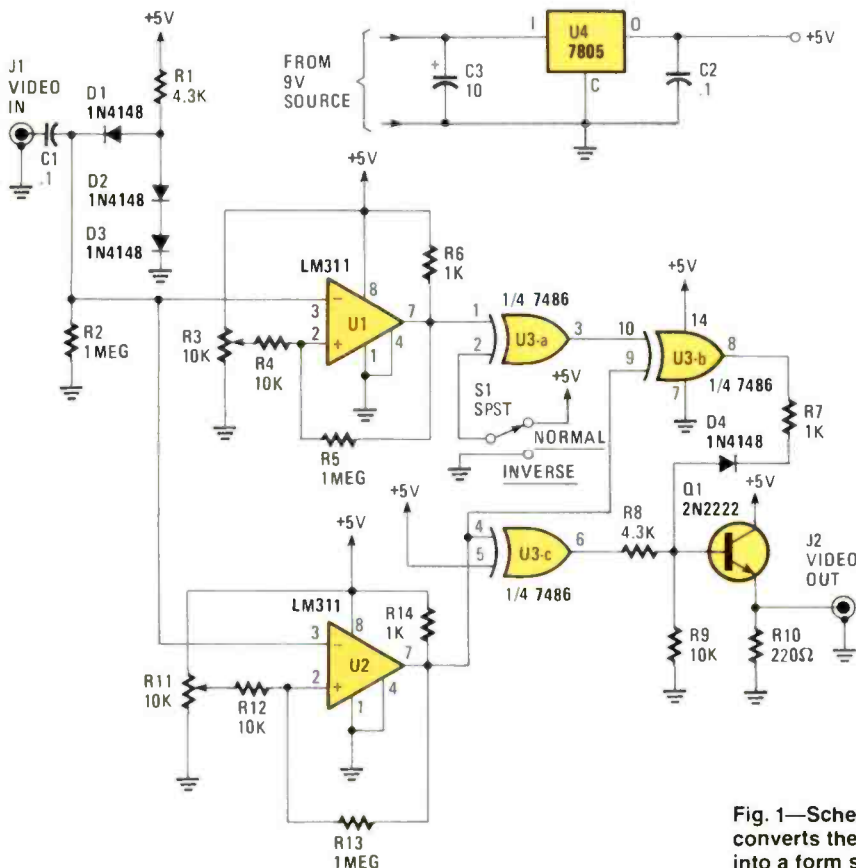 +5V
J1
VIDEO
IN
C1
.1
D1
1N4148
R1
4.3K
D2
1N4148
D3
1N4148
FROM
9V
SOURCE
I
U4
7805
O
C
+
C3
10
C2
.1
+5V
+5V
R2
1MEG
R3
10K
R4
10K
LM311
8
3
−
2
+
U1
7
1
4
R6
1K
R5
1MEG
1/4 7486
1
2
U3-a
3
S1
SPST
+5V
NORMAL
INVERSE
+5V
14
10
9
U3-b
8
7
1/4 7486
R7
1K
D4
1N4148
+5V
4
5
U3-c
6
1/4 7486
R8
4.3K
Q1
2N2222
+5V
J2
VIDEO
OUT
R9
10K
R10
220Ω
+5V
LM311
8
3
−
2
+
U2
7
1
4
R14
1K
R11
10K
R12
10K
R13
1MEG
Fig. 1—Sche
converts the
into a form s